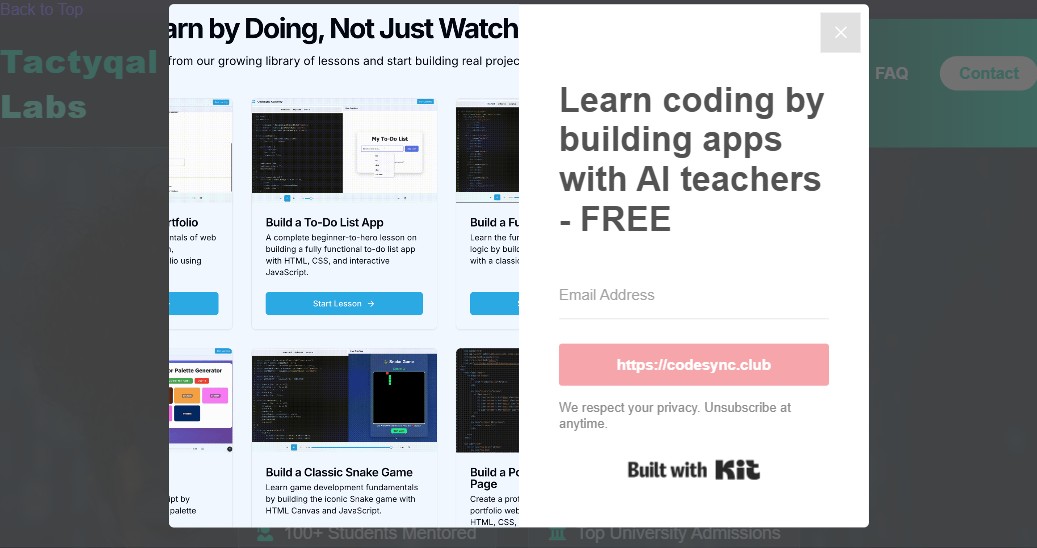 Back to Top
Tactyqal
Labs
FAQ
Contact
arn by Doing, Not Just Watch
from our growing library of lessons and start building real projec
My To-Do List
rtfolio
ntals of web
n,
lio using
Build a To-Do List App
A complete beginner-to-hero lesson on
building a fully functional to-do list app
with HTML, CSS, and interactive
JavaScript.
Start Lesson →
Build a Fu
Learn the fur
logic by build
with a classic
S
or Palette Generator
Snake Game
ipt by
palette
Build a Classic Snake Game
Learn game development fundamentals
by building the iconic Snake game with
HTML Canvas and JavaScript.
Build a Po
Page
Create a prof
portfolio web
HTML, CSS,
Learn coding by
building apps
with AI teachers
- FREE
Email Address
https://codesync.club
We respect your privacy. Unsubscribe at
anytime.
Built with Kit
100+ Students Mentored
Top University Admissions